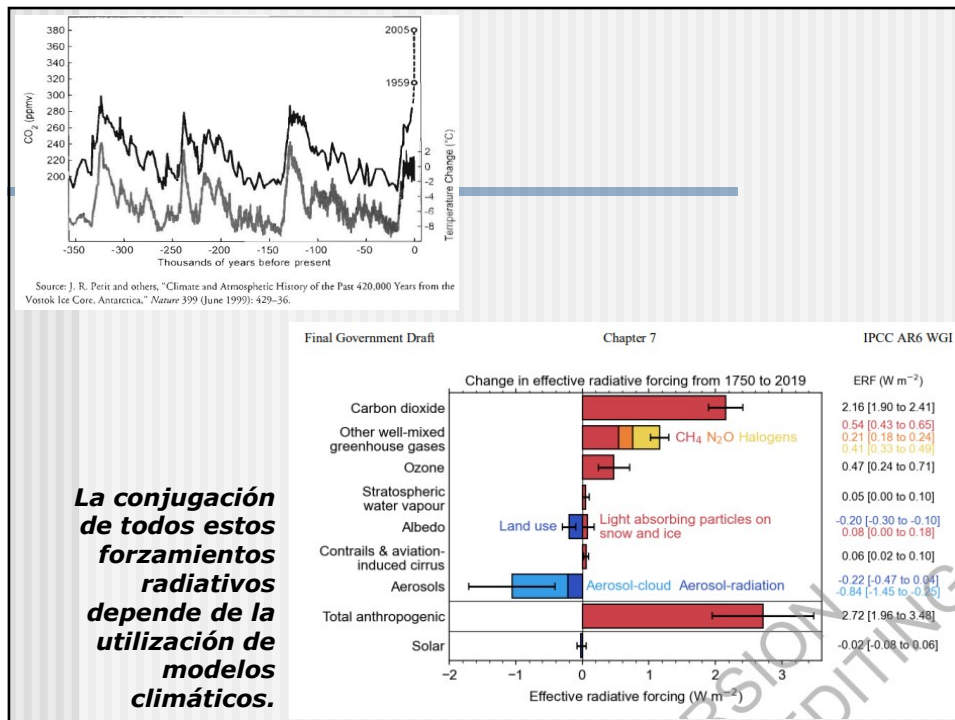 380
360
340
320
300
280
260
240
220
200
CO2 (ppmv)
2005
1959
2
0
-2
-4
-6
-8
Temperature Change (°C)
-350 -300 -250 -200 -150 -100 -50 0
Thousands of years before present
Source: J. R. Petit and others, “Climate and Atmosphetic History of the Past 420,000 Years from the
Vostok Ice Core, Antarctica,” Nature 399 (June 1999): 429–36.
Final Government Draft Chapter 7 IPCC AR6 WGI
Change in effective radiative forcing from 1750 to 2019 ERF (W m−2)
Carbon dioxide 2.16 [1.90 to 2.41]
Other well-mixed
greenhouse gases
CH4 N2O Halogens
0.54 [0.43 to 0.65]
0.21 [0.18 to 0.24]
0.41 [0.33 to 0.49]
Ozone 0.47 [0.24 to 0.71]
Stratospheric
water vapour
0.05 [0.00 to 0.10]
Albedo
Land use
Light absorbing particles on
snow and ice
-0.20 [-0.30 to -0.10]
0.08 [0.00 to 0.18]
Contrails & aviation-
induced cirrus
0.06 [0.02 to 0.10]
Aerosols
Aerosol-cloud Aerosol-radiation
-0.22 [-0.47 to 0.04]
-0.84 [-1.45 to -0.25]
Total anthropogenic 2.72 [1.96 to 3.48]
Solar -0.02 [-0.08 to 0.06]
−2 −1 0 1 2 3
Effective radiative forcing (W m−2)
La conjugación
de todos estos
forzamientos
radiativos
depende de la
utilización de
modelos
climáticos.